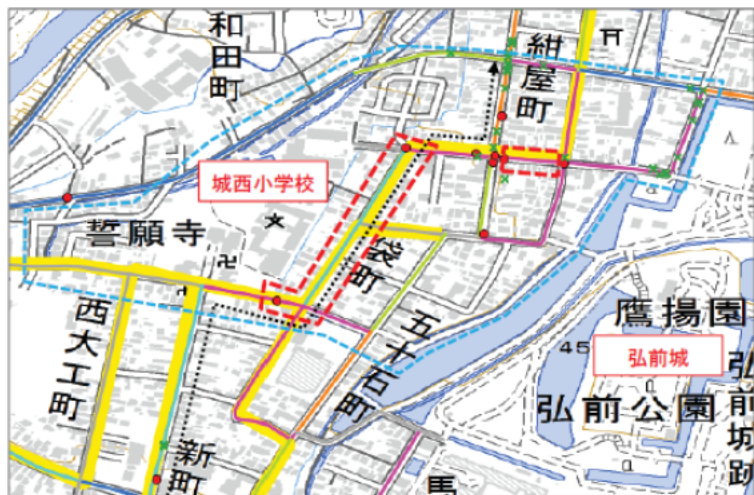 和田町
紺屋町
城西小学校
誓願寺
袋町
西大工町
五十石町
鷹揚園
45
弘前城
弘前公園
弘前城跡
新町
馬